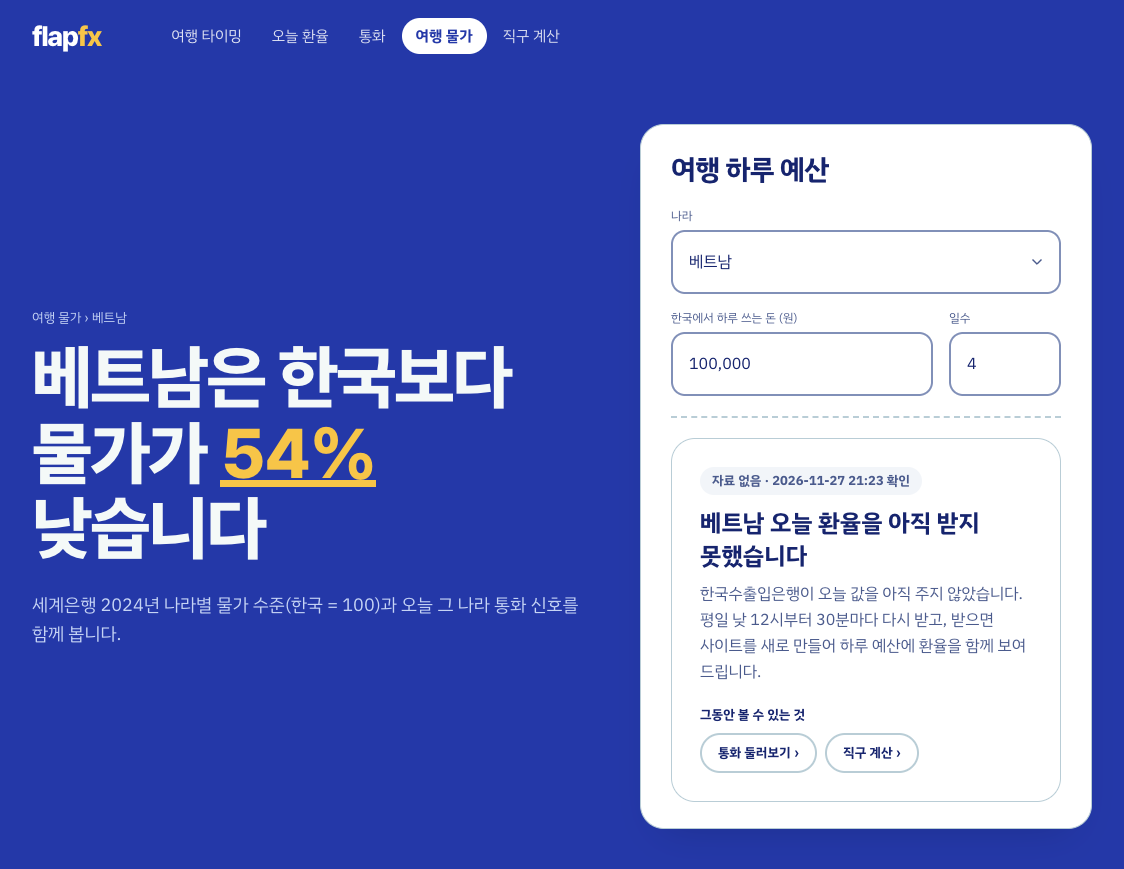 flapfx
여행 타이밍
오늘 환율
통화
여행 물가
직구 계산
여행 물가 › 베트남
베트남은 한국보다
물가가 54%
낮습니다
세계은행 2024년 나라별 물가 수준(한국 = 100)과 오늘 그 나라 통화 신호를
함께 봅니다.
여행 하루 예산
나라
베트남
한국에서 하루 쓰는 돈 (원)
일수
100,000
4
자료 없음 · 2026-11-27 21:23 확인
베트남 오늘 환율을 아직 받지
못했습니다
한국수출입은행이 오늘 값을 아직 주지 않았습니다.
평일 낮 12시부터 30분마다 다시 받고, 받으면
사이트를 새로 만들어 하루 예산에 환율을 함께 보여
드립니다.
그동안 볼 수 있는 것
통화 둘러보기 ›
직구 계산 ›